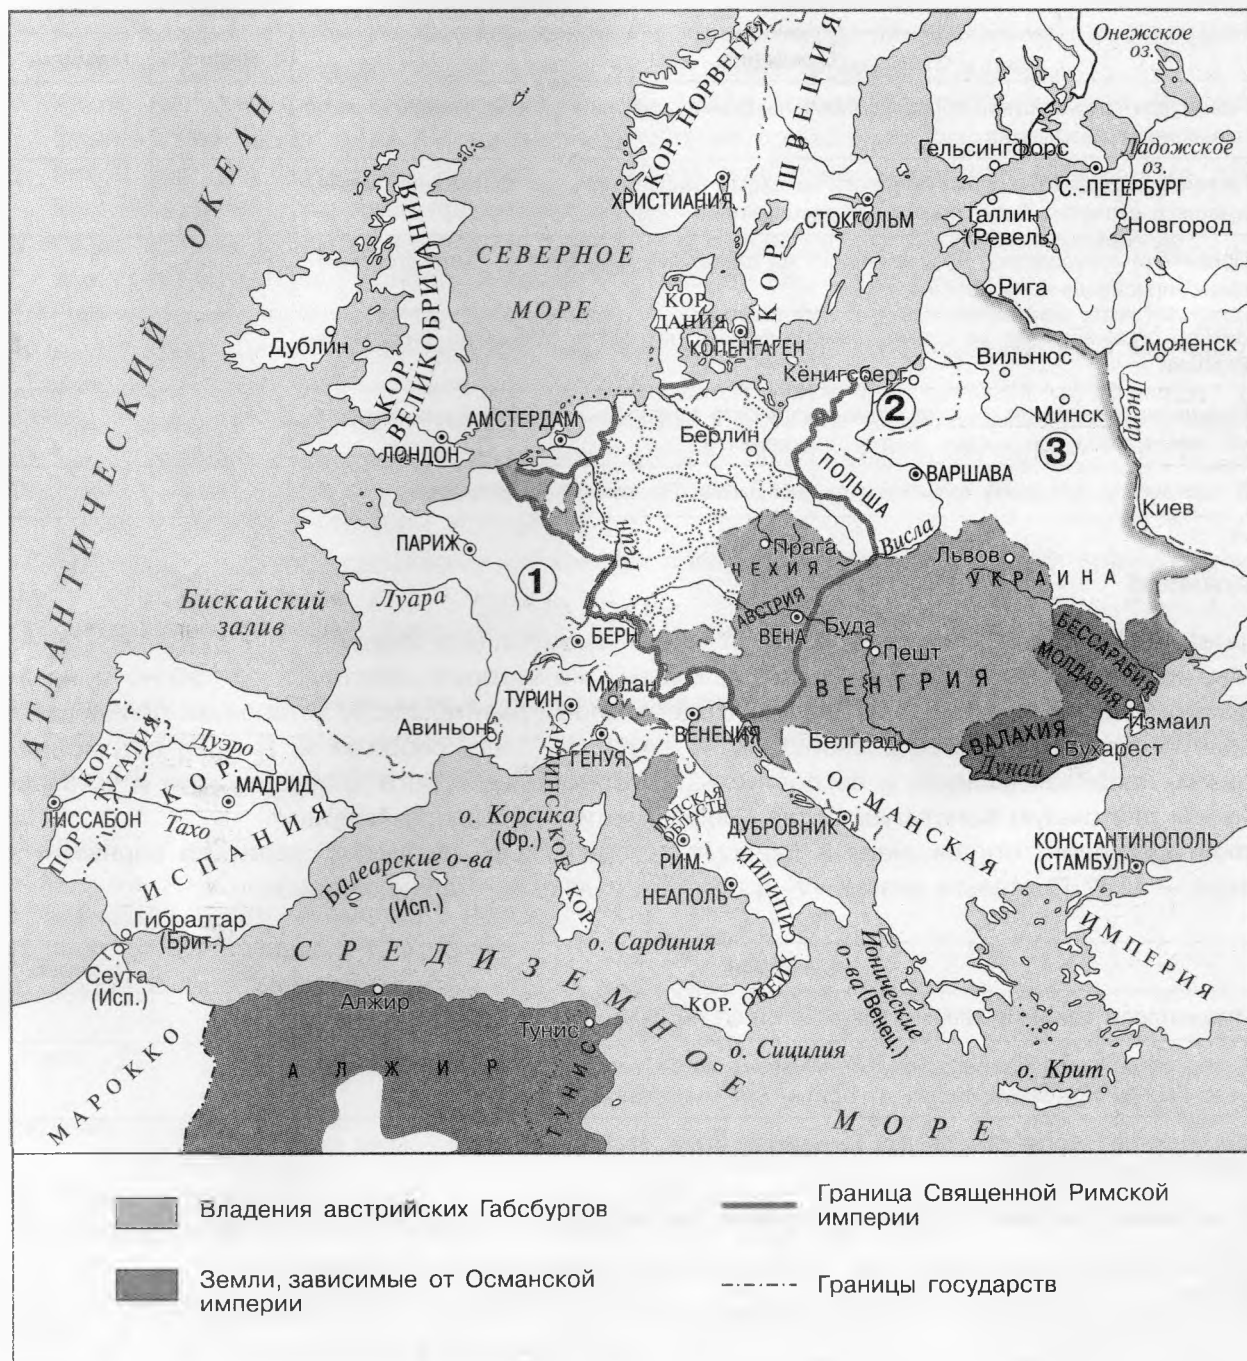 АТЛАНТИЧЕСКИЙ ОКЕАН
КОР. НОРВЕГИЯ
КОР. ШВЕЦИЯ
Онежское
оз.
Гельсингфорс
Ладожское
оз.
С.-ПЕТЕРБУРГ
ХРИСТИАНИЯ
СТОКГОЛЬМ
Таллин
(Ревель)
Новгород
СЕВЕРНОЕ
МОРЕ
КОР.
ВЕЛИКОБРИТАНИЯ
КОР.
ДАНИЯ
КОПЕНГАГЕН
Рига
Дублин
Вильнюс
Смоленск
Кёнигсберг
2
Минск
Днепр
АМСТЕРДАМ
Берлин
3
ЛОНДОН
ПОЛЬША
ВАРШАВА
Киев
ПАРИЖ
Рейн
Прага
ЧЕХИЯ
Висла
Львов
УКРАИНА
1
Бискайский
залив
Луара
АВСТРИЯ
ВЕНА
БЕРН
Буда
Пешт
БЕССАРАБИЯ
МОЛДАВИЯ
ВЕНГРИЯ
ТУРИН
Милан
Измаил
Авиньон
ГЕНУЯ
ВЕНЕЦИЯ
Белград
ВАЛАХИЯ
Бухарест
Дунай
КОР.
ПОРТУГАЛИЯ
Дуэро
КОР.
ИСПАНИЯ
МАДРИД
ЛИССАБОН
Тахо
САРДИНСКОЕ КОР.
о. Корсика
(Фр.)
ПАПСКАЯ
ОБЛАСТЬ
ДУБРОВНИК
ОСМАНСКАЯ
ИМПЕРИЯ
КОНСТАНТИНОПОЛЬ
(СТАМБУЛ)
РИМ
НЕАПОЛЬ
Балеарские о-ва
(Исп.)
КОР. ОБЕИХ СИЦИЛИЙ
Гибралтар
(Брит.)
Сеута
(Исп.)
о. Сардиния
Ионические
о-ва (Венец.)
СРЕДИЗЕМНОЕ МОРЕ
Алжир
Тунис
АЛЖИР
ТУНИС
о. Сицилия
о. Крит
МАРОККО
Владения австрийских Габсбургов
Земли, зависимые от Османской
империи
Граница Священной Римской
империи
Границы государств